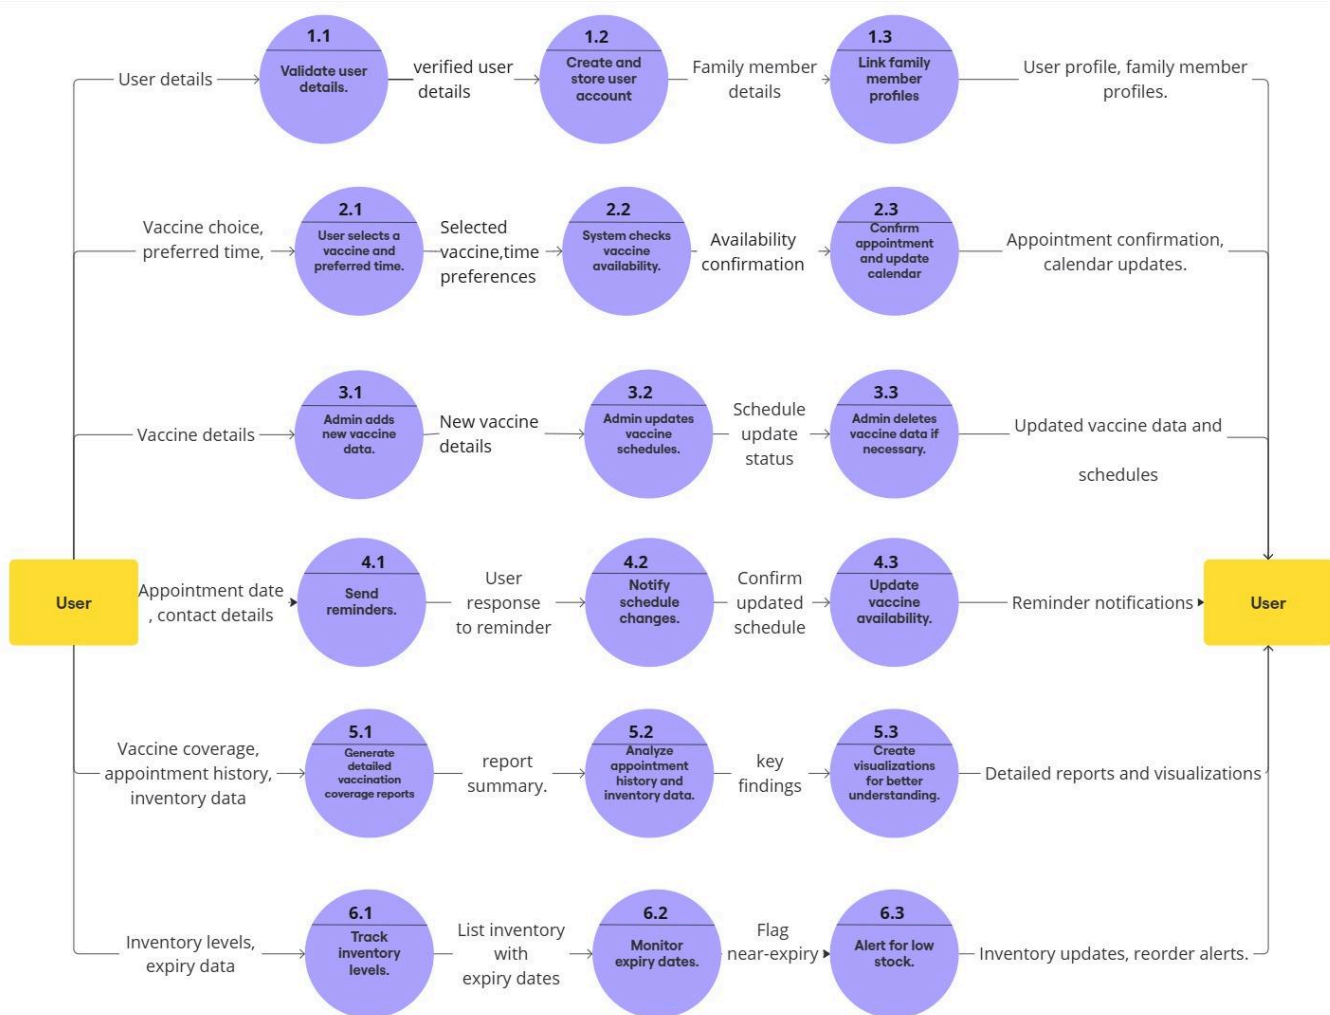 1.1
Validate user
details.
1.2
Create and
store user
account
1.3
Link family
member
profiles
User details
verified user
details
Family member
details
User profile, family member
profiles.
2.1
User selects a
vaccine and
preferred time.
2.2
System checks
vaccine
availability.
2.3
Confirm
appointment
and update
calendar
Vaccine choice,
preferred time,
Selected
vaccine,time
preferences
Availability
confirmation
Appointment confirmation,
calendar updates.
3.1
Admin adds
new vaccine
data.
3.2
Admin updates
vaccine
schedules.
3.3
Admin deletes
vaccine data if
necessary.
Vaccine details
New vaccine
details
Schedule
update
status
Updated vaccine data and
schedules
User
Appointment date
, contact details
4.1
Send
reminders.
User
response
to reminder
4.2
Notify
schedule
changes.
Confirm
updated
schedule
4.3
Update
vaccine
availability.
Reminder notifications
User
Vaccine coverage,
appointment history,
inventory data
5.1
Generate
detailed
vaccination
coverage reports
report
summary.
5.2
Analyze
appointment
history and
inventory data.
key
findings
5.3
Create
visualizations
for better
understanding.
Detailed reports and visualizations
Inventory levels,
expiry data
6.1
Track
inventory
levels.
List inventory
with
expiry dates
6.2
Monitor
expiry dates.
Flag
near-expiry
6.3
Alert for low
stock.
Inventory updates, reorder alerts.